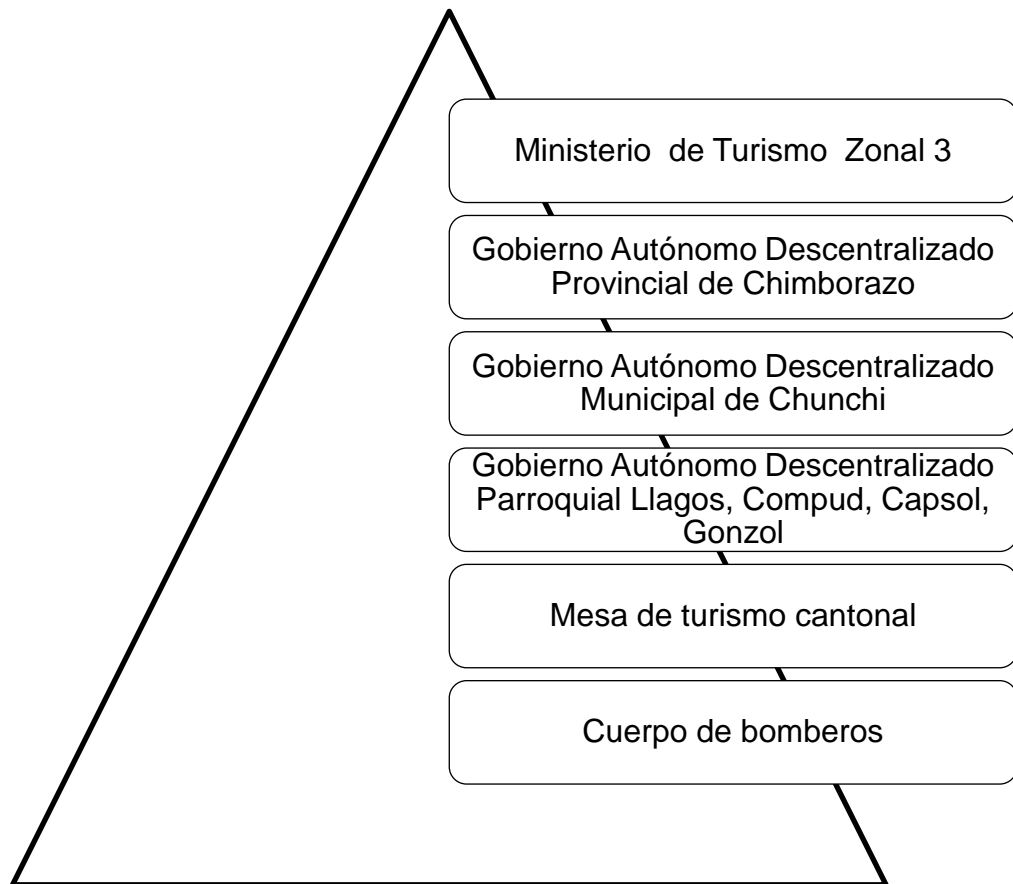 Ministerio de Turismo Zonal 3
Gobierno Autónomo Descentralizado
Provincial de Chimborazo
Gobierno Autónomo Descentralizado
Municipal de Chunchi
Gobierno Autónomo Descentralizado
Parroquial Llagos, Compud, Capsol,
Gonzol
Mesa de turismo cantonal
Cuerpo de bomberos